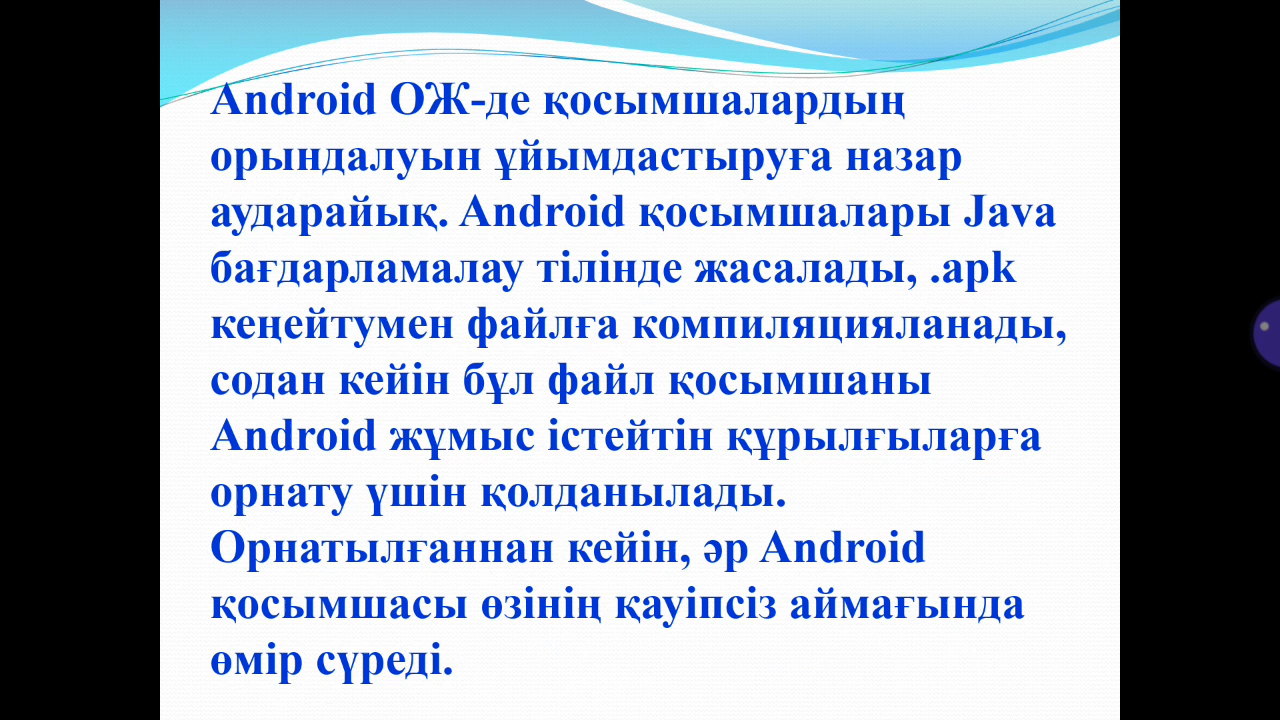 Android ОЖ-де қосымшалардың
орындалуын ұйымдастыруға назар
аударайық. Android қосымшалары Java
бағдарламалау тілінде жасалады, .apk
кеңейтумен файлға компиляцияланады,
содан кейін бұл файл қосымшаны
Android жұмыс істейтін құрылғыларға
орнату үшін қолданылады.
Орнатылғаннан кейін, әр Android
қосымшасы өзінің қауіпсіз аймағында
өмір сүреді.